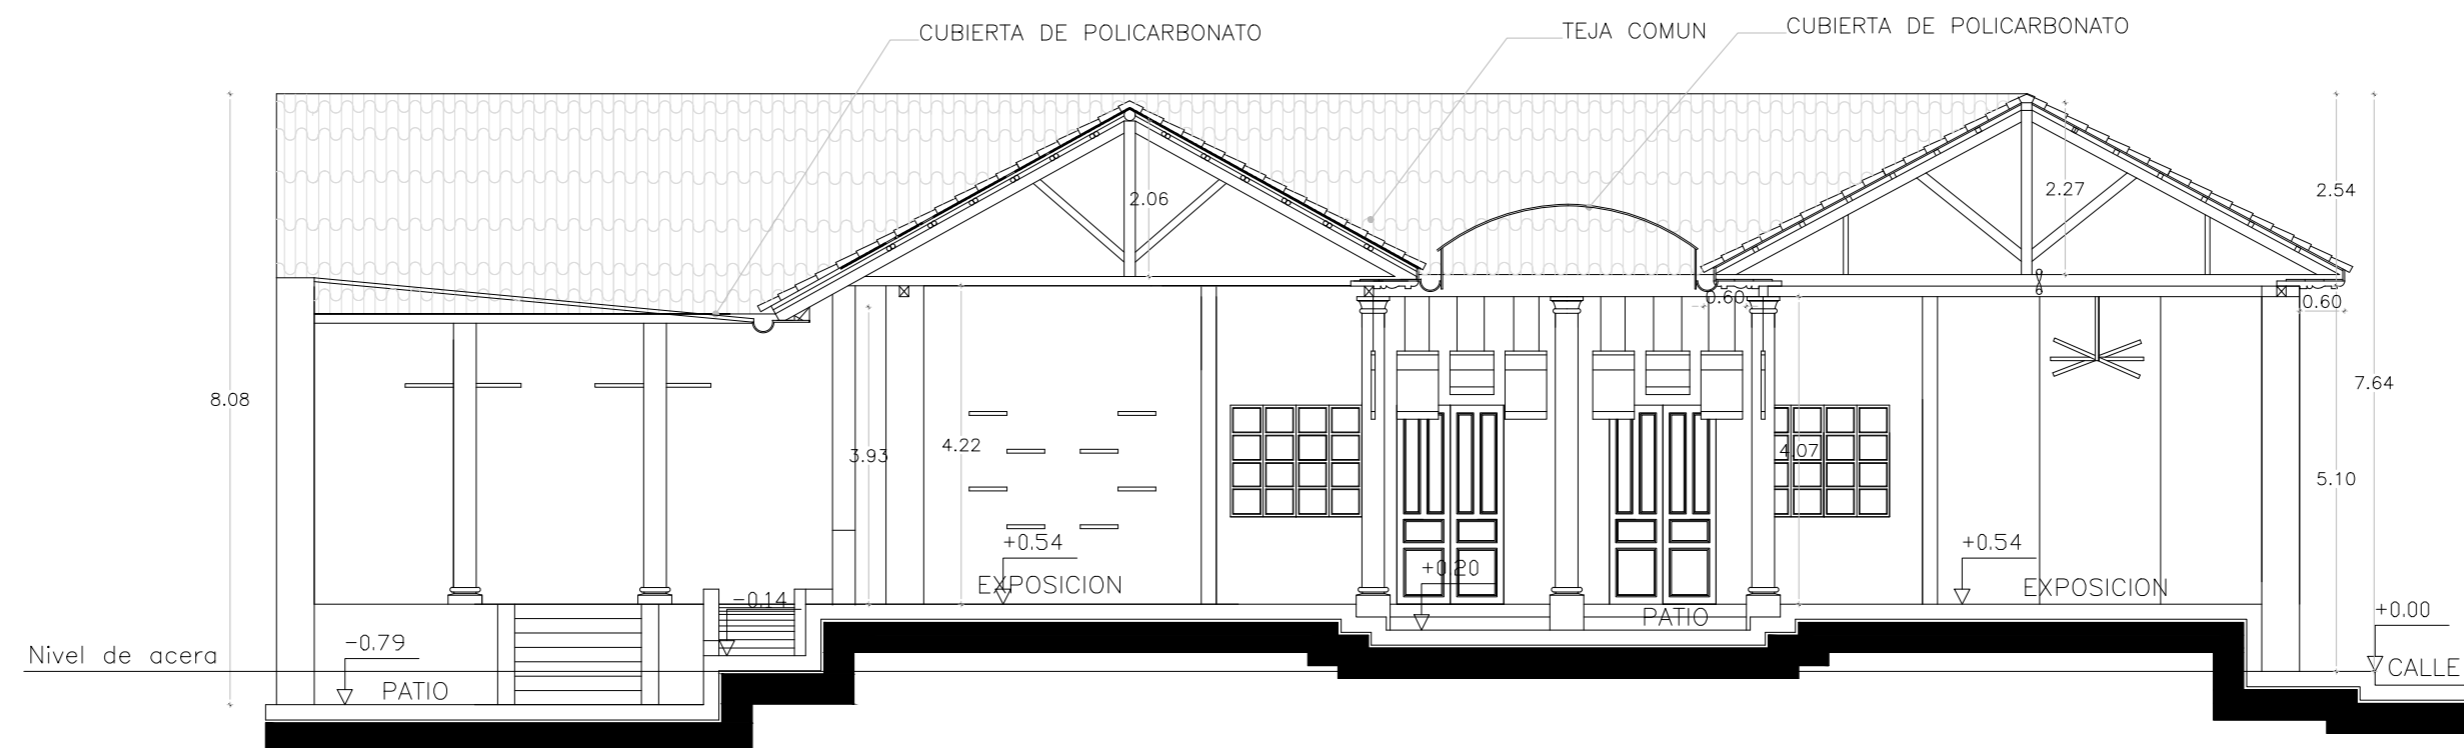 CUBIERTA DE POLICARBONATO
TEJA COMUN
CUBIERTA DE POLICARBONATO
2.06
2.27
2.54
0.60
0.60
8.08
7.64
3.93
4.22
4.07
5.10
+0.54
+0.54
+0.20
EXPOSICION
EXPOSICION
-0.14
PATIO
+0.00
-0.79
Nivel de acera
CALLE
PATIO